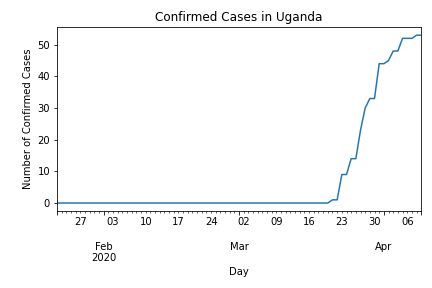 Confirmed Cases in Uganda
Number of Confirmed Cases
50
40
30
20
10
0
27 03 10 17 24 02 09 16 23 30 06
Feb Mar Apr
2020
Day